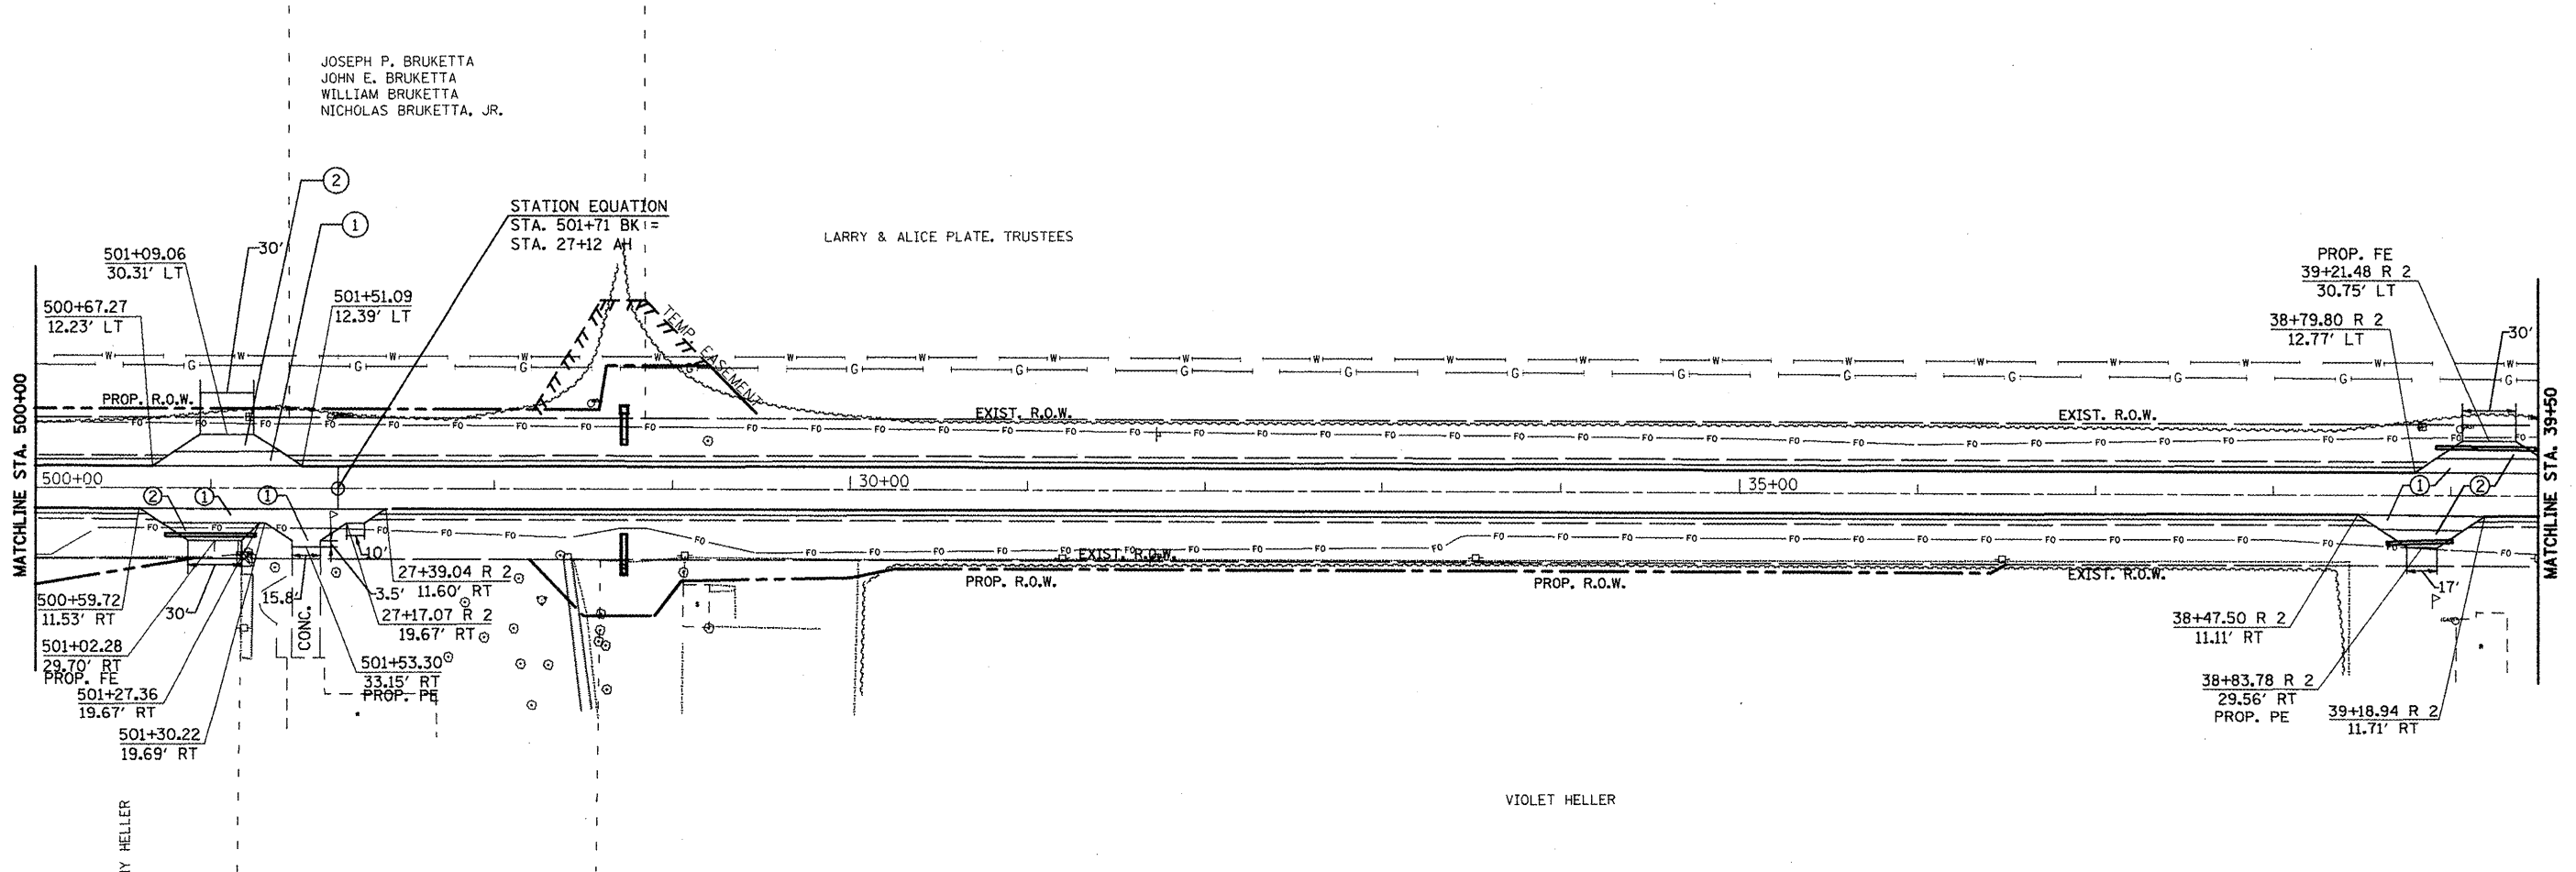 JOSEPH P. BRUKETTA
JOHN E. BRUKETTA
WILLIAM BRUKETTA
NICHOLAS BRUKETTA, JR.
2
1
STATION EQUATION
STA. 501+71 BK =
STA. 27+12 AH
LARRY & ALICE PLATE, TRUSTEES
501+09.06
30.31' LT
30'
500+67.27
12.23' LT
501+51.09
12.39' LT
TEMP EASEMENT
PROP. FE
39+21.48 R 2
30.75' LT
38+79.80 R 2
12.77' LT
30'
MATCHLINE STA. 500+00
MATCHLINE STA. 39+50
PROP. R.O.W.
EXIST. R.O.W.
EXIST. R.O.W.
500+00
30+00
35+00
2
1
1
1
2
EXIST. R.O.W.
PROP. R.O.W.
PROP. R.O.W.
EXIST. R.O.W.
500+59.72
11.53' RT
30'
15.8'
CONC.
10'
3.5'
27+39.04 R 2
11.60' RT
27+17.07 R 2
19.67' RT
501+02.28
29.70' RT
PROP. FE
501+27.36
19.67' RT
501+30.22
19.69' RT
501+53.30
33.15' RT
PROP. PE
17'
38+47.50 R 2
11.11' RT
38+83.78 R 2
29.56' RT
PROP. PE
39+18.94 R 2
11.71' RT
VIOLET HELLER
HELLER